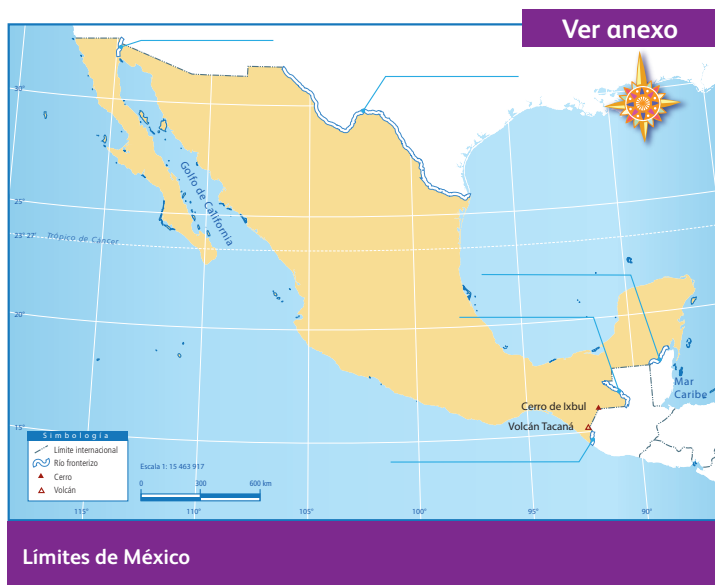 Ver anexo
30°
25°
23° 27'
Trópico de Cancer
Golfo de California
20°
Mar
Caribe
Cerro de Ixbul
Volcán Tacaná
15°
Simbología
Límite internacional
Río fronterizo
Cerro
Volcán
Escala 1: 15 463 917
0 300 600 km
115° 110° 105° 100° 95° 90°
Límites de México